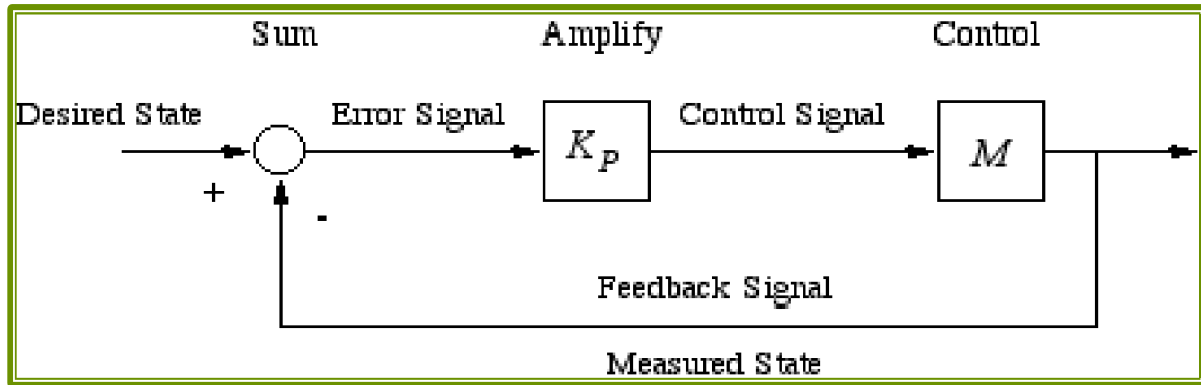 Sum Amplify Control
Desired State Error Signal Control Signal
K_P M
+ -
Feedback Signal
Measured State